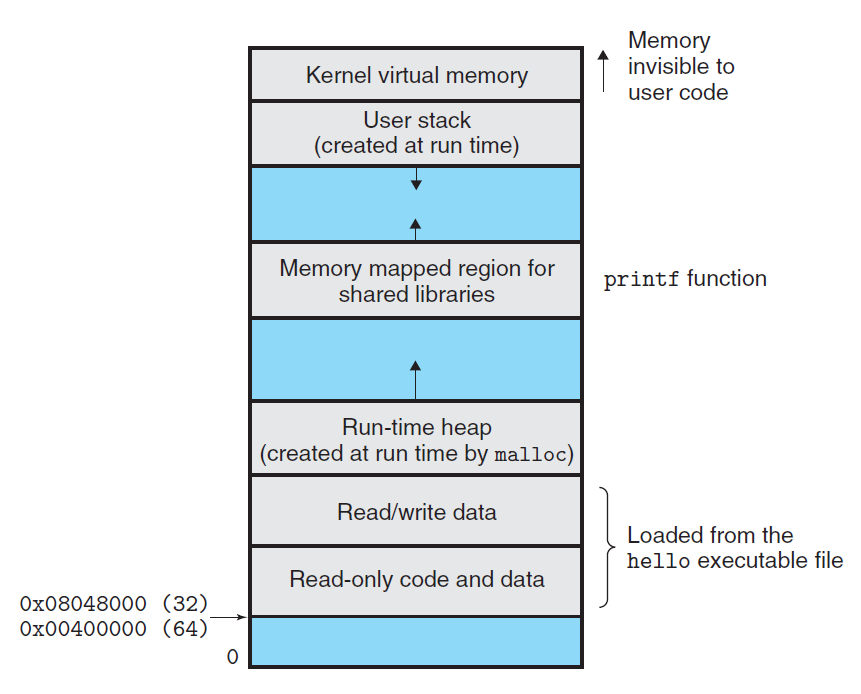 Memory
invisible to
user code
Kernel virtual memory
User stack
(created at run time)
Memory mapped region for
shared libraries
printf function
Run-time heap
(created at run time by malloc)
Read/write data
Loaded from the
hello executable file
Read-only code and data
0x08048000 (32)
0x00400000 (64)
0